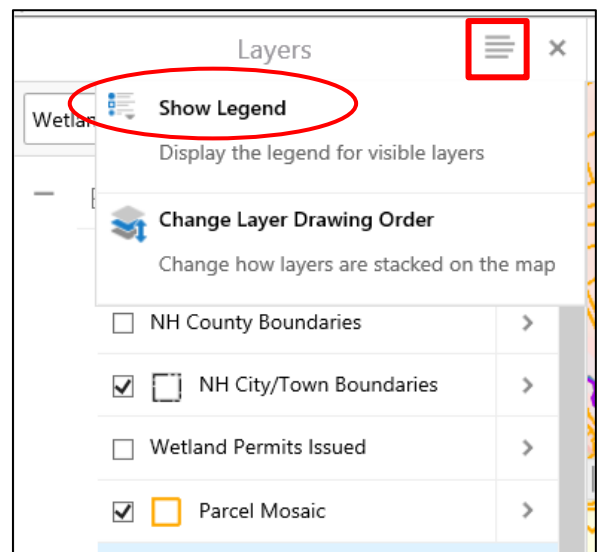 Layers
Show Legend
Wetlan
Display the legend for visible layers
Change Layer Drawing Order
Change how layers are stacked on the map
NH County Boundaries
NH City/Town Boundaries
Wetland Permits Issued
Parcel Mosaic